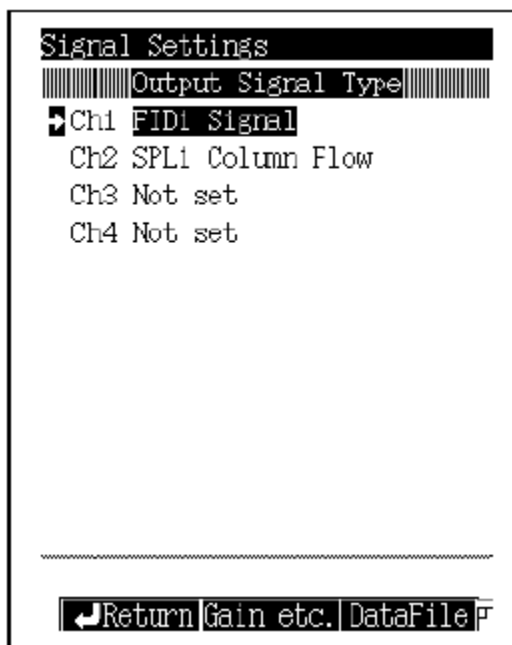 Signal Settings
Output Signal Type
Ch1 FID1 Signal
Ch2 SPL1 Column Flow
Ch3 Not set
Ch4 Not set
Return Gain etc. DataFile